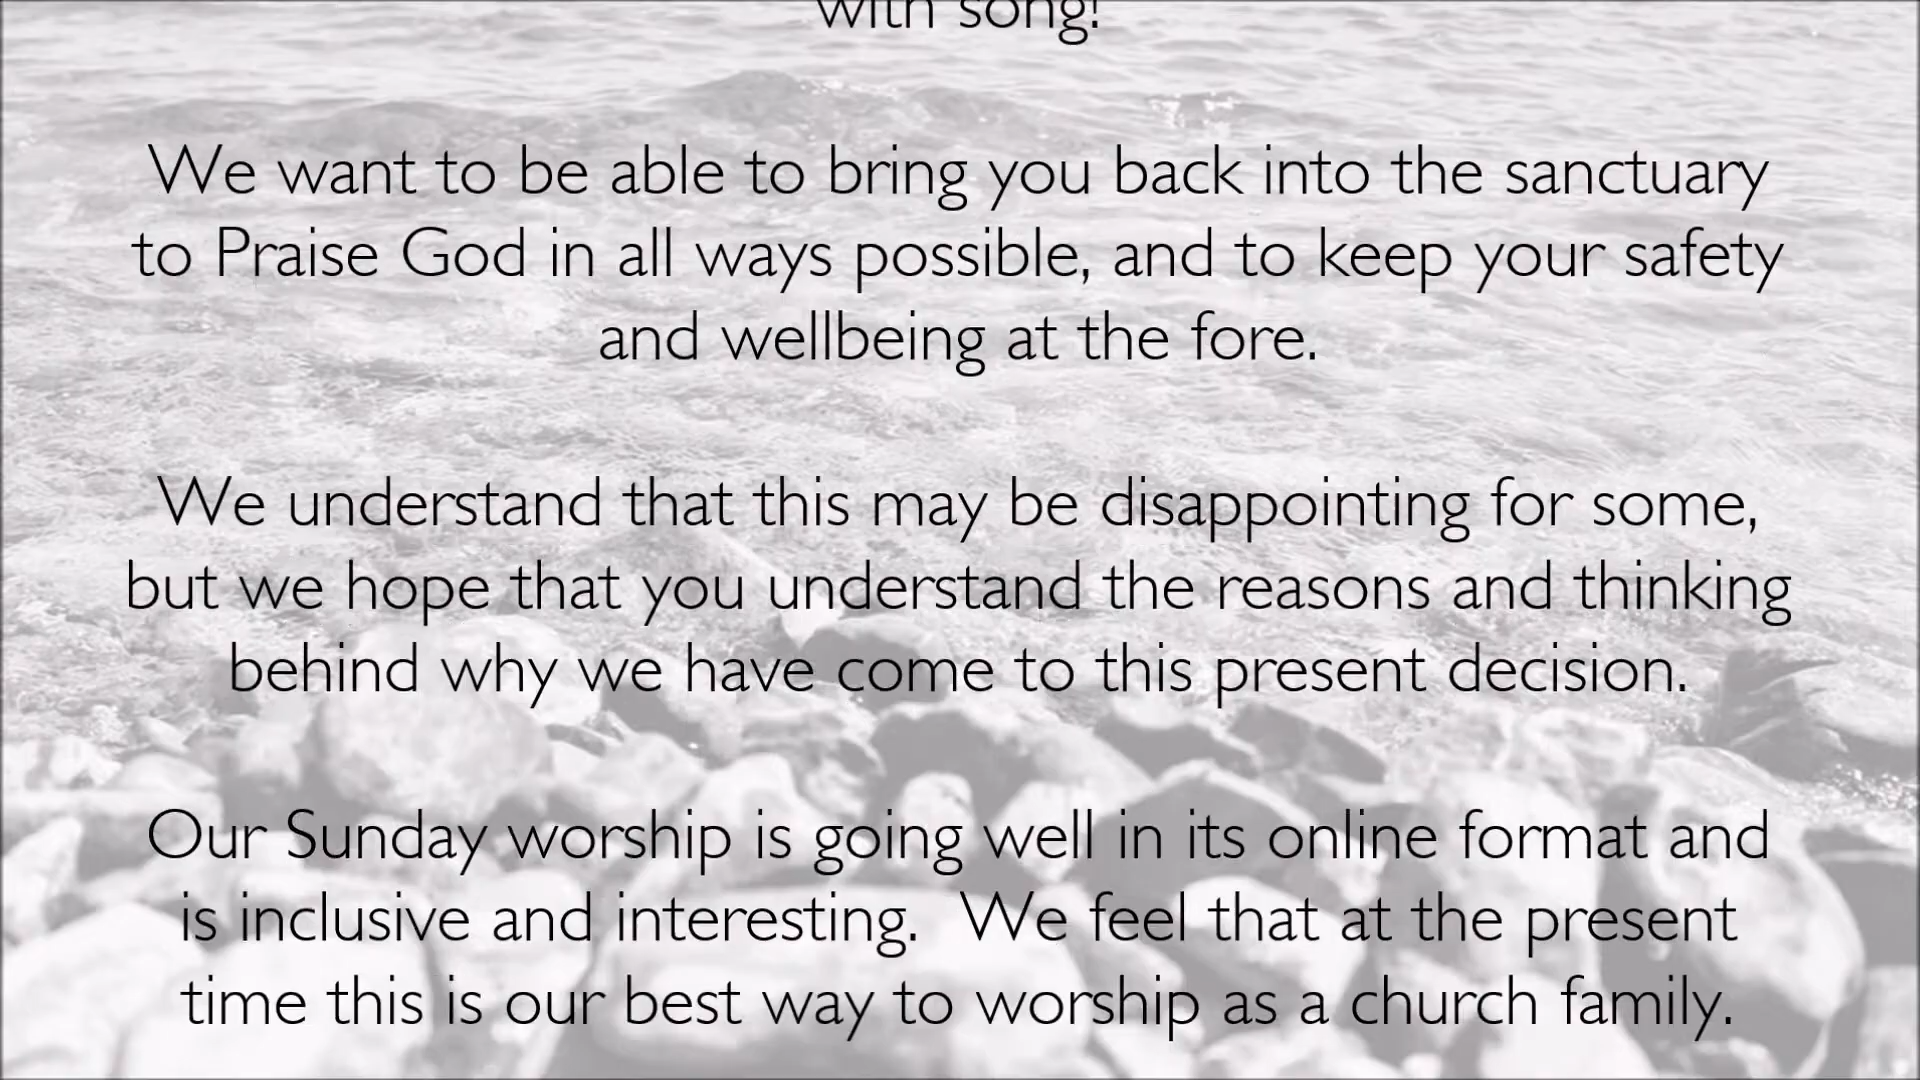 with song!
We want to be able to bring you back into the sanctuary
to Praise God in all ways possible, and to keep your safety
and wellbeing at the fore.
We understand that this may be disappointing for some,
but we hope that you understand the reasons and thinking
behind why we have come to this present decision.
Our Sunday worship is going well in its online format and
is inclusive and interesting.  We feel that at the present
time this is our best way to worship as a church family.